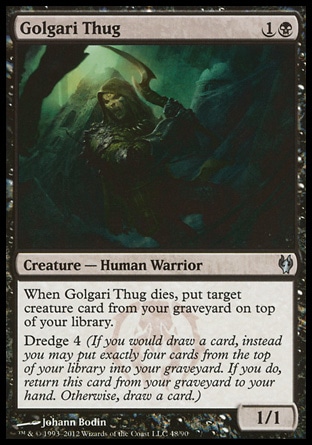 Golgari Thug 1
Creature — Human Warrior
When Golgari Thug dies, put target
creature card from your graveyard on top
of your library.
Dredge 4 (If you would draw a card, instead
you may put exactly four cards from the top
of your library into your graveyard. If you do,
return this card from your graveyard to
your hand. Otherwise, draw a card.)
Johann Bodin
1/1
™ & © 1993-2012 Wizards of the Coast LLC 48/90